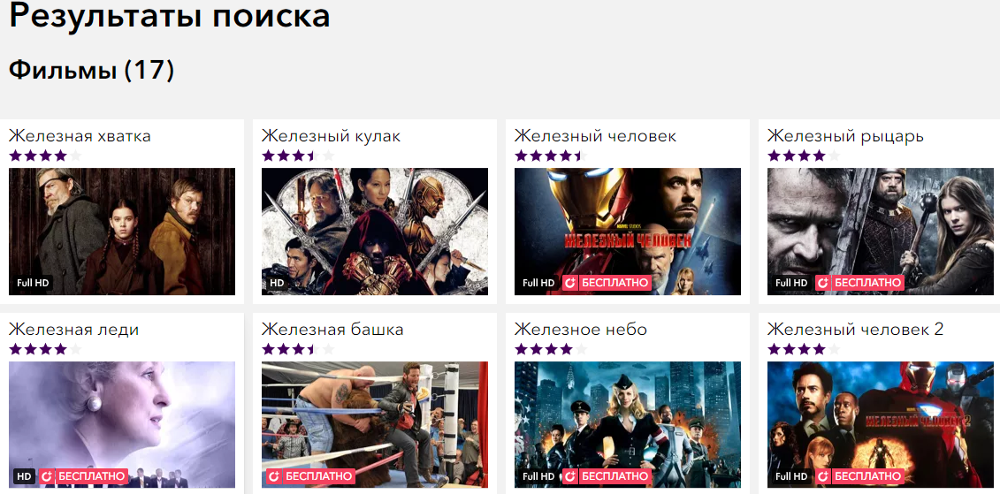 Результаты поиска
Фильмы (17)
Железная хватка
Full HD
Железный кулак
HD
Железный человек
MARVEL STUDIOS
ЖЕЛЕЗНЫЙ ЧЕЛОВЕК
Full HD БЕСПЛАТНО
Железный рыцарь
Full HD БЕСПЛАТНО
Железная леди
HD БЕСПЛАТНО
Железная башка
БЕСПЛАТНО
Железное небо
Full HD БЕСПЛАТНО
Железный человек 2
ЖЕЛЕЗНЫЙ ЧЕЛОВЕК 2
Full HD БЕСПЛАТНО